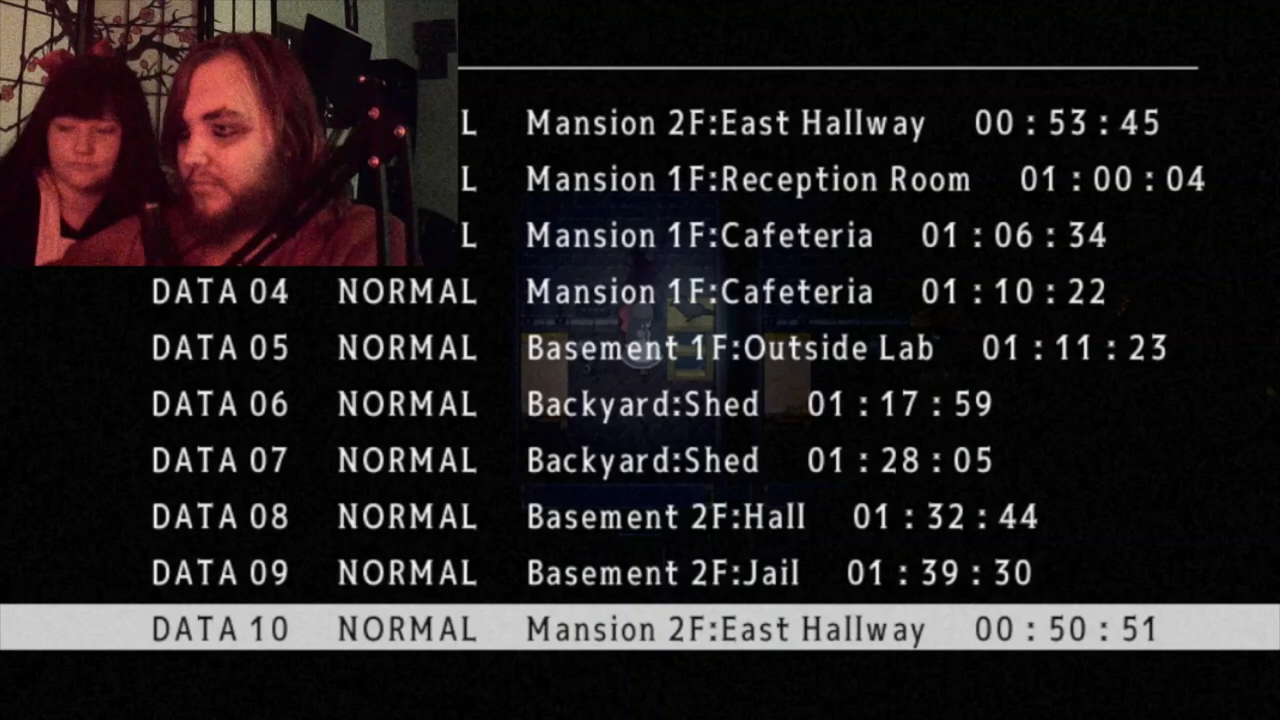 L Mansion 2F:East Hallway 00:53:45
L Mansion 1F:Reception Room 01:00:04
L Mansion 1F:Cafeteria 01:06:34
DATA 04 NORMAL Mansion 1F:Cafeteria 01:10:22
DATA 05 NORMAL Basement 1F:Outside Lab 01:11:23
DATA 06 NORMAL Backyard:Shed 01:17:59
DATA 07 NORMAL Backyard:Shed 01:28:05
DATA 08 NORMAL Basement 2F:Hall 01:32:44
DATA 09 NORMAL Basement 2F:Jail 01:39:30
DATA 10 NORMAL Mansion 2F:East Hallway 00:50:51